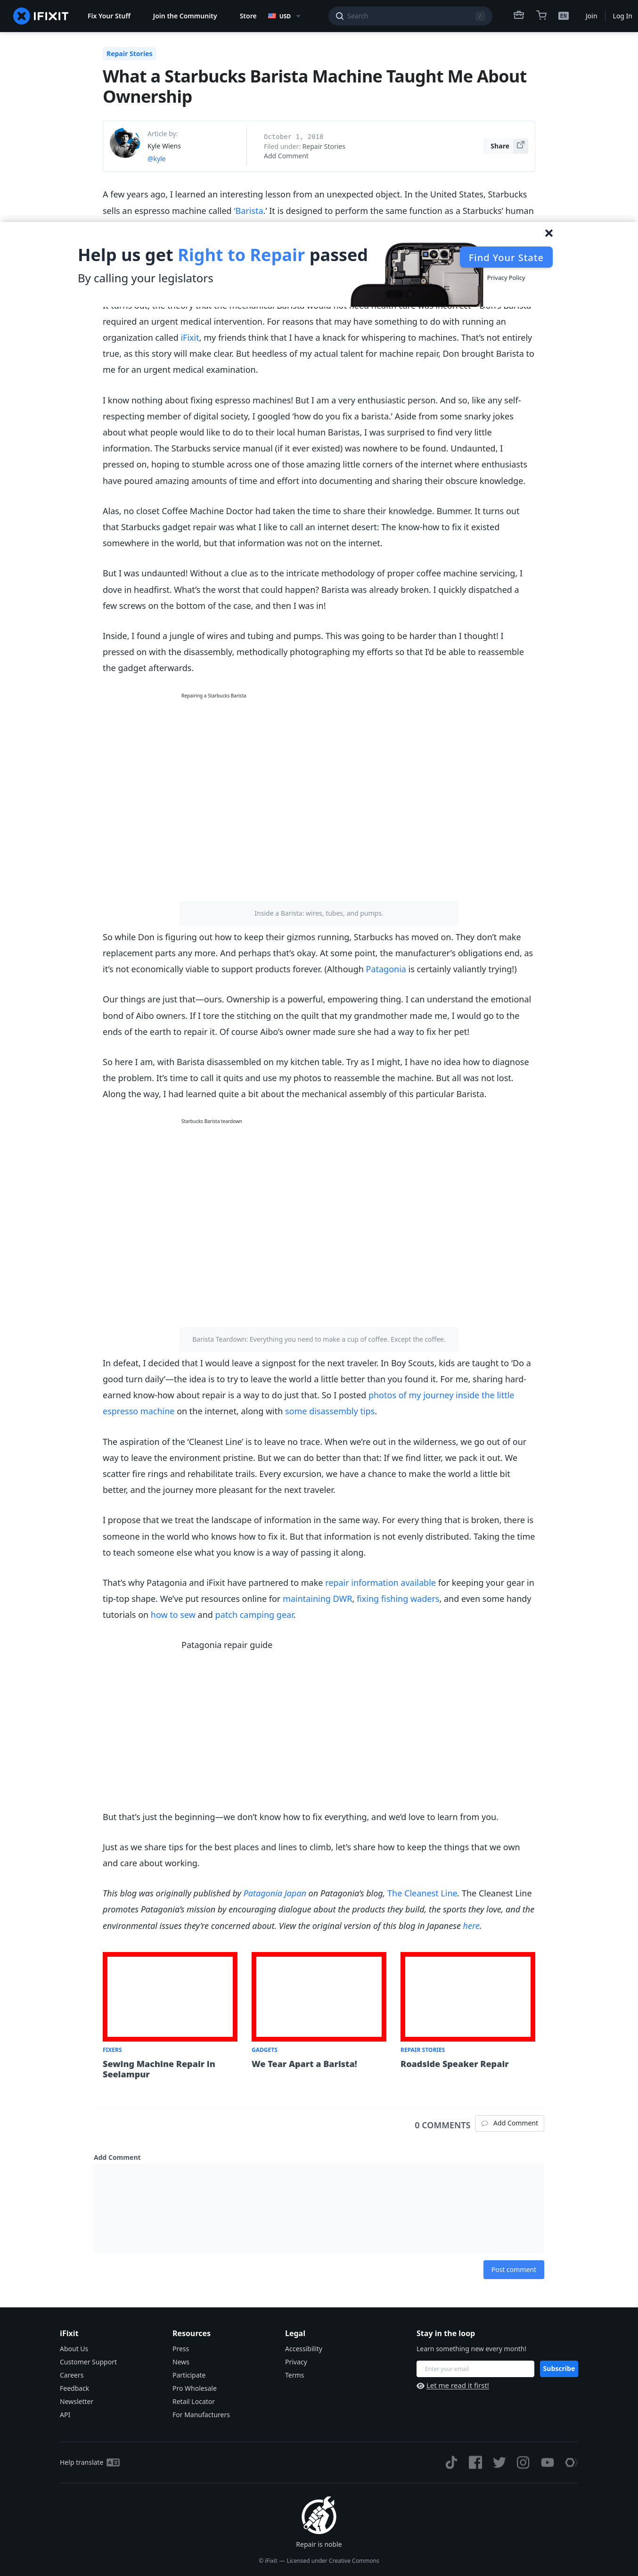 IFIXIT
Fix Your Stuff
Join the Community
Store
USD
Search
/
Join
Log In
Repair Stories
What a Starbucks Barista Machine Taught Me About
Ownership
Article by:
Kyle Wiens
@kyle
October 1, 2018
Filed under: Repair Stories
Add Comment
Share
A few years ago, I learned an interesting lesson from an unexpected object. In the United States, Starbucks
sells an espresso machine called ‘Barista.’ It is designed to perform the same function as a Starbucks’ human
Help us get Right to Repair passed
By calling your legislators
Find Your State
Privacy Policy
It turns out, the theory that the mechanical Barista would not need health care was incorrect—Don’s Barista
required an urgent medical intervention. For reasons that may have something to do with running an
organization called iFixit, my friends think that I have a knack for whispering to machines. That’s not entirely
true, as this story will make clear. But heedless of my actual talent for machine repair, Don brought Barista to
me for an urgent medical examination.
I know nothing about fixing espresso machines! But I am a very enthusiastic person. And so, like any self-
respecting member of digital society, I googled ‘how do you fix a barista.’ Aside from some snarky jokes
about what people would like to do to their local human Baristas, I was surprised to find very little
information. The Starbucks service manual (if it ever existed) was nowhere to be found. Undaunted, I
pressed on, hoping to stumble across one of those amazing little corners of the internet where enthusiasts
have poured amazing amounts of time and effort into documenting and sharing their obscure knowledge.
Alas, no closet Coffee Machine Doctor had taken the time to share their knowledge. Bummer. It turns out
that Starbucks gadget repair was what I like to call an internet desert: The know-how to fix it existed
somewhere in the world, but that information was not on the internet.
But I was undaunted! Without a clue as to the intricate methodology of proper coffee machine servicing, I
dove in headfirst. What’s the worst that could happen? Barista was already broken. I quickly dispatched a
few screws on the bottom of the case, and then I was in!
Inside, I found a jungle of wires and tubing and pumps. This was going to be harder than I thought! I
pressed on with the disassembly, methodically photographing my efforts so that I’d be able to reassemble
the gadget afterwards.
Repairing a Starbucks Barista
Inside a Barista: wires, tubes, and pumps.
So while Don is figuring out how to keep their gizmos running, Starbucks has moved on. They don’t make
replacement parts any more. And perhaps that’s okay. At some point, the manufacturer’s obligations end, as
it’s not economically viable to support products forever. (Although Patagonia is certainly valiantly trying!)
Our things are just that—ours. Ownership is a powerful, empowering thing. I can understand the emotional
bond of Aibo owners. If I tore the stitching on the quilt that my grandmother made me, I would go to the
ends of the earth to repair it. Of course Aibo’s owner made sure she had a way to fix her pet!
So here I am, with Barista disassembled on my kitchen table. Try as I might, I have no idea how to diagnose
the problem. It’s time to call it quits and use my photos to reassemble the machine. But all was not lost.
Along the way, I had learned quite a bit about the mechanical assembly of this particular Barista.
Starbucks Barista teardown
Barista Teardown: Everything you need to make a cup of coffee. Except the coffee.
In defeat, I decided that I would leave a signpost for the next traveler. In Boy Scouts, kids are taught to ‘Do a
good turn daily’—the idea is to try to leave the world a little better than you found it. For me, sharing hard-
earned know-how about repair is a way to do just that. So I posted photos of my journey inside the little
espresso machine on the internet, along with some disassembly tips.
The aspiration of the ‘Cleanest Line’ is to leave no trace. When we’re out in the wilderness, we go out of our
way to leave the environment pristine. But we can do better than that: If we find litter, we pack it out. We
scatter fire rings and rehabilitate trails. Every excursion, we have a chance to make the world a little bit
better, and the journey more pleasant for the next traveler.
I propose that we treat the landscape of information in the same way. For every thing that is broken, there is
someone in the world who knows how to fix it. But that information is not evenly distributed. Taking the time
to teach someone else what you know is a way of passing it along.
That’s why Patagonia and iFixit have partnered to make repair information available for keeping your gear in
tip-top shape. We’ve put resources online for maintaining DWR, fixing fishing waders, and even some handy
tutorials on how to sew and patch camping gear.
Patagonia repair guide
But that’s just the beginning—we don’t know how to fix everything, and we’d love to learn from you.
Just as we share tips for the best places and lines to climb, let’s share how to keep the things that we own
and care about working.
This blog was originally published by Patagonia Japan on Patagonia’s blog, The Cleanest Line. The Cleanest Line
promotes Patagonia’s mission by encouraging dialogue about the products they build, the sports they love, and the
environmental issues they’re concerned about. View the original version of this blog in Japanese here.
FIXERS
Sewing Machine Repair in
Seelampur
GADGETS
We Tear Apart a Barista!
REPAIR STORIES
Roadside Speaker Repair
0 COMMENTS
Add Comment
Add Comment
Post comment
iFixit
About Us
Customer Support
Careers
Feedback
Newsletter
API
Resources
Press
News
Participate
Pro Wholesale
Retail Locator
For Manufacturers
Legal
Accessibility
Privacy
Terms
Stay in the loop
Learn something new every month!
Enter your email
Subscribe
Let me read it first!
Help translate
Repair is noble
© iFixit — Licensed under Creative Commons